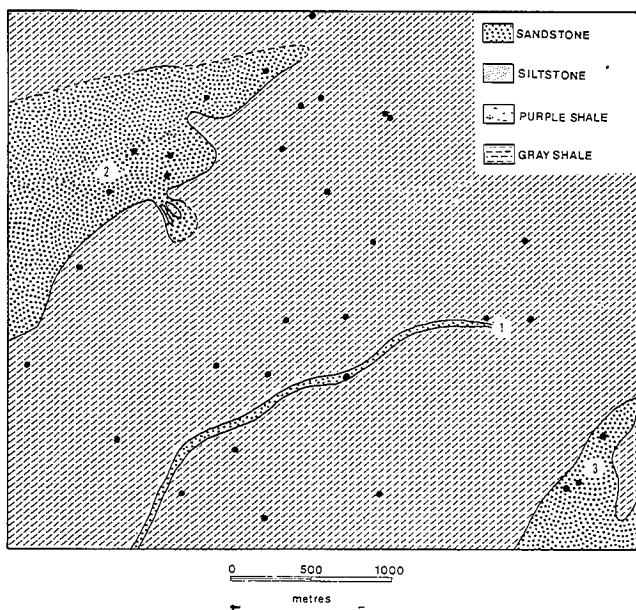 SANDSTONE
SILTSTONE
PURPLE SHALE
GRAY SHALE
2
1
3
0 500 1000
metres